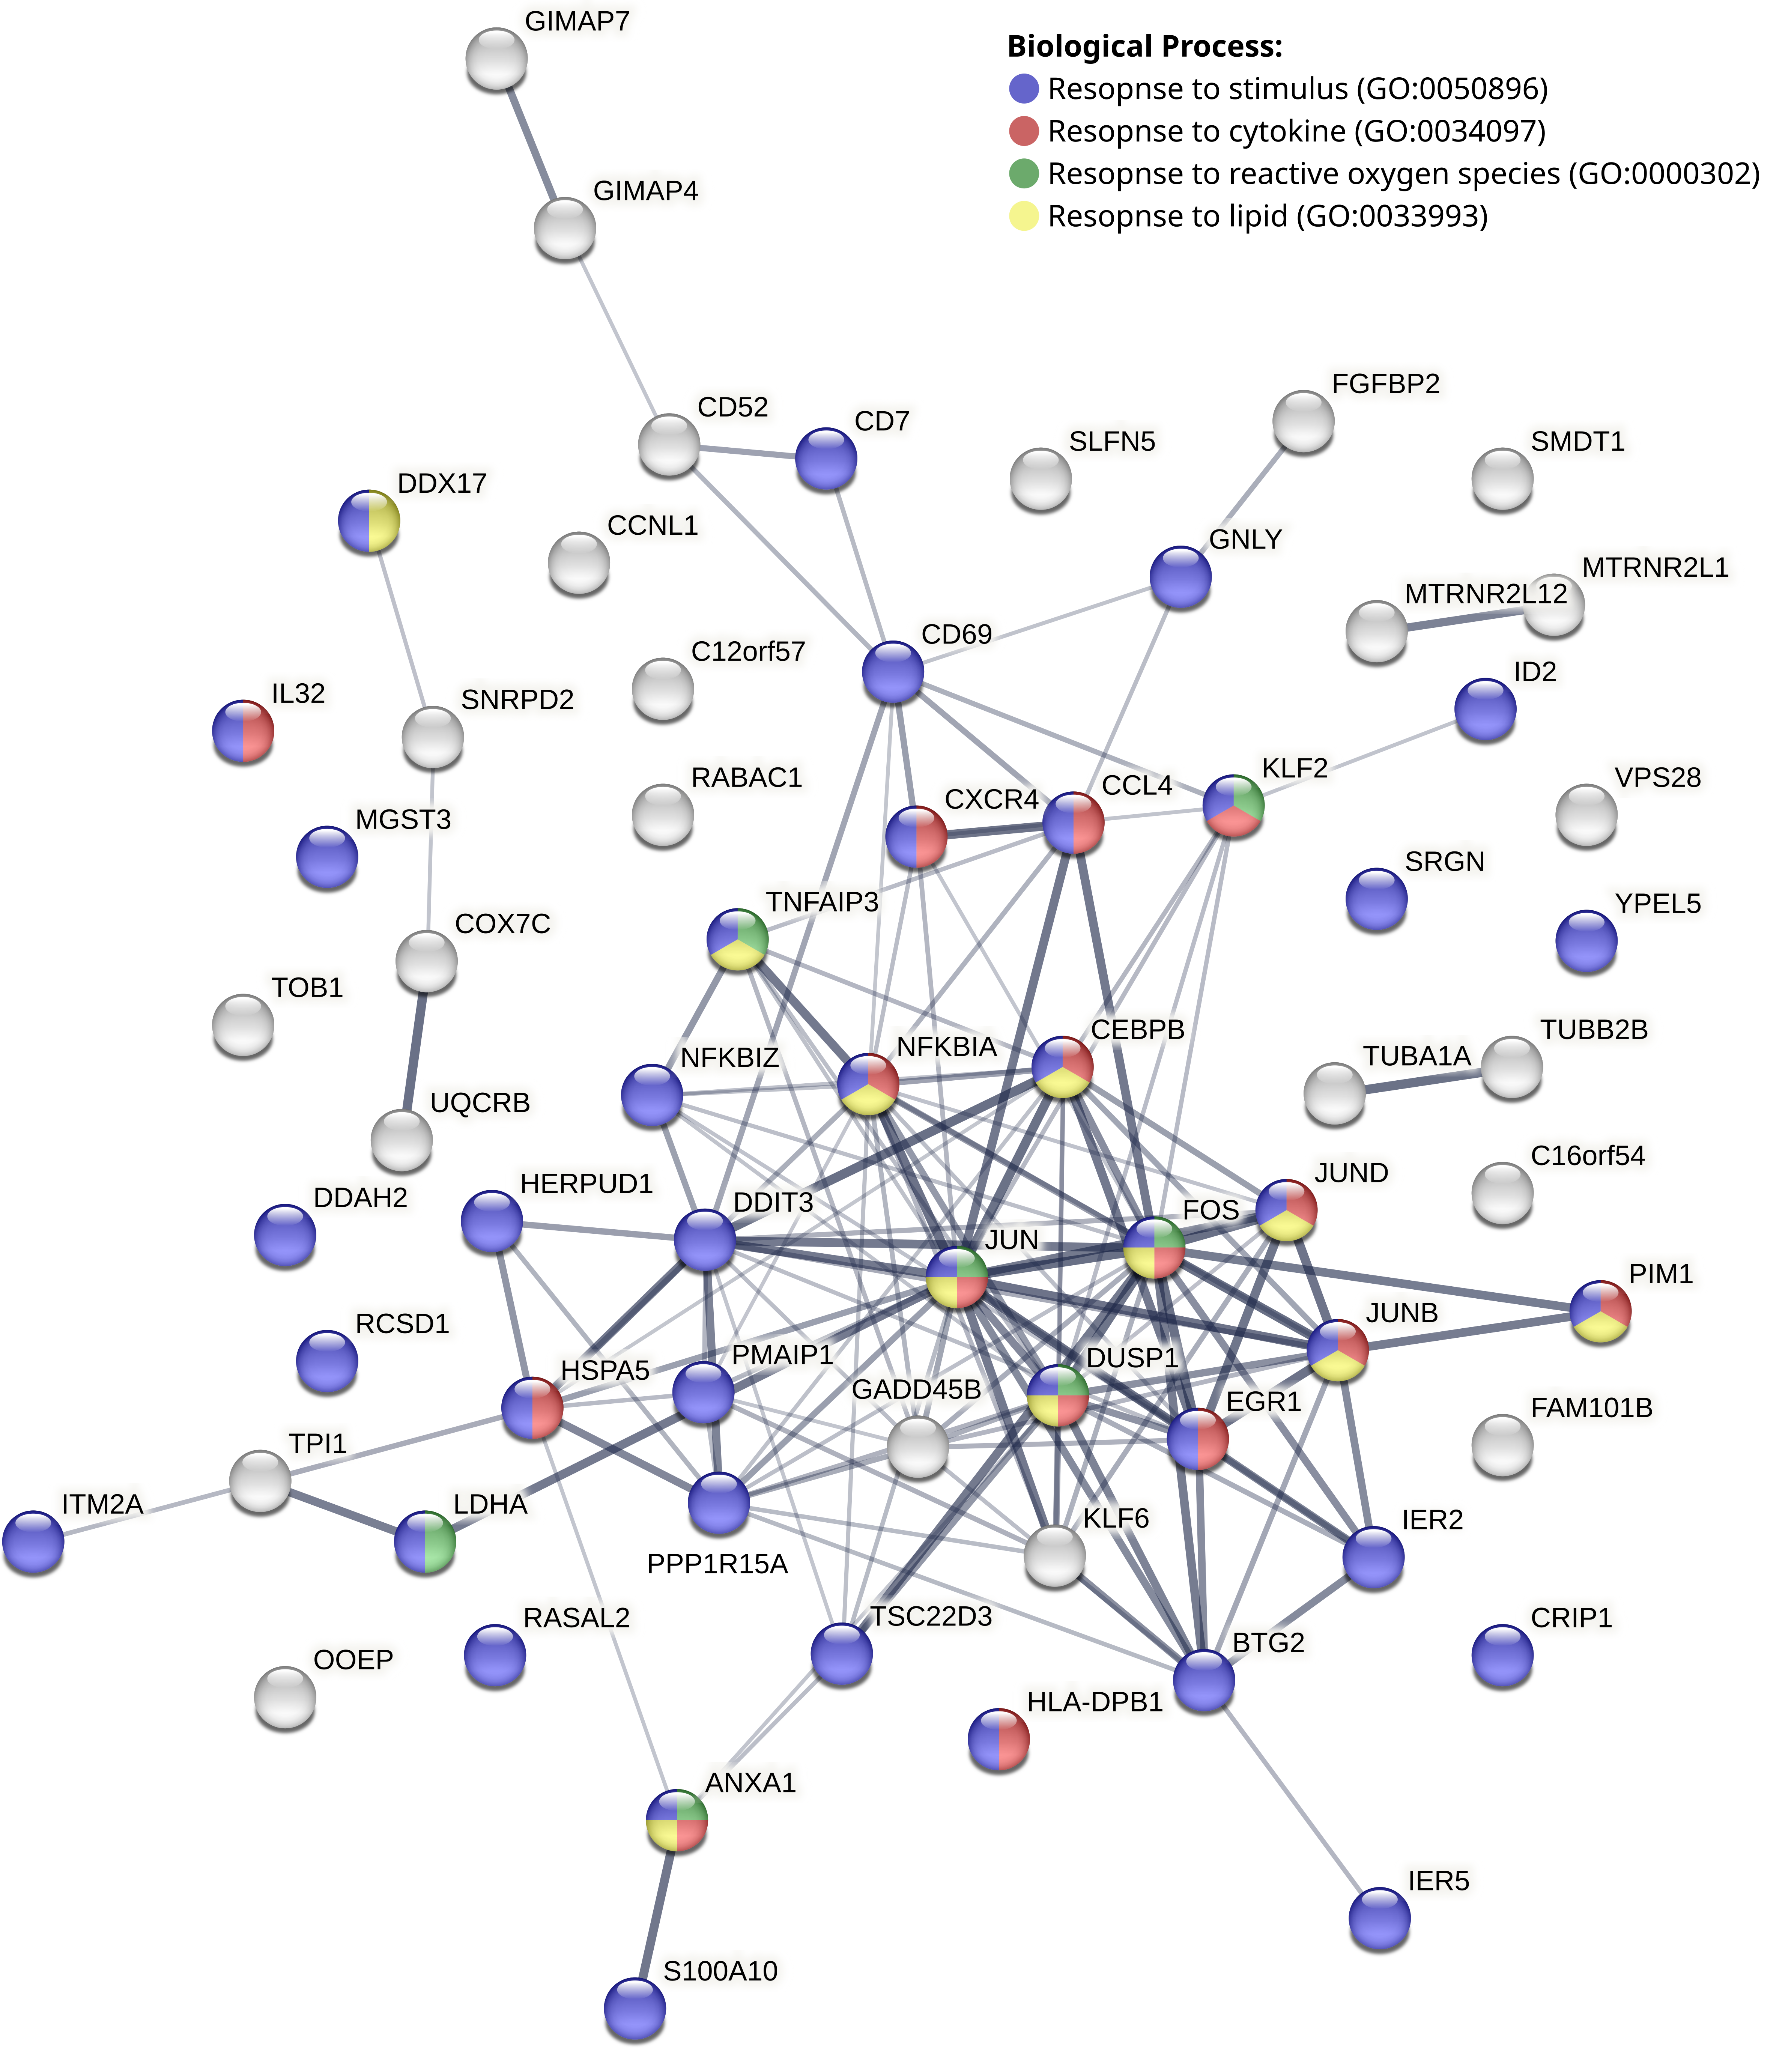 GIMAP7
Biological Process:
Resopnse to stimulus (GO:0050896)
Resopnse to cytokine (GO:0034097)
Resopnse to reactive oxygen species (GO:0000302)
Resopnse to lipid (GO:0033993)
GIMAP4
FGFBP2
CD52
CD7
SLFN5
SMDT1
DDX17
CCNL1
GNLY
MTRNR2L1
MTRNR2L12
CD69
C12orf57
ID2
IL32
SNRPD2
KLF2
RABAC1
VPS28
CCL4
CXCR4
MGST3
SRGN
TNFAIP3
YPEL5
COX7C
TOB1
CEBPB
TUBB2B
NFKBIA
NFKBIZ
TUBA1A
UQCRB
C16orf54
JUND
HERPUD1
DDAH2
DDIT3
FOS
JUN
PIM1
JUNB
RCSD1
PMAIP1
DUSP1
HSPA5
GADD45B
EGR1
FAM101B
TPI1
ITM2A
LDHA
KLF6
IER2
PPP1R15A
TSC22D3
RASAL2
CRIP1
BTG2
OOEP
HLA-DPB1
ANXA1
IER5
S100A10